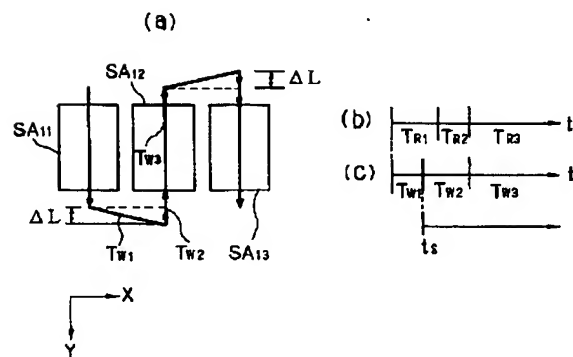 (a)
SA12
ΔL
SA11
TW3
(b)
TR1 TR2 TR3 t
(C)
TW1 TW2 TW3 t
ΔL
TW1
TW2
SA13
ts
X
Y